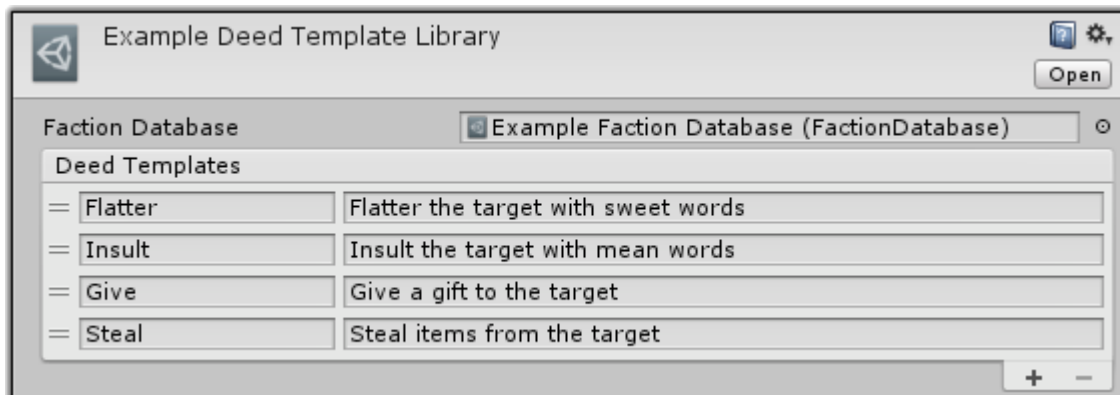 Example Deed Template Library
Open
Faction Database Example Faction Database (FactionDatabase)
Deed Templates
Flatter Flatter the target with sweet words
Insult Insult the target with mean words
Give Give a gift to the target
Steal Steal items from the target